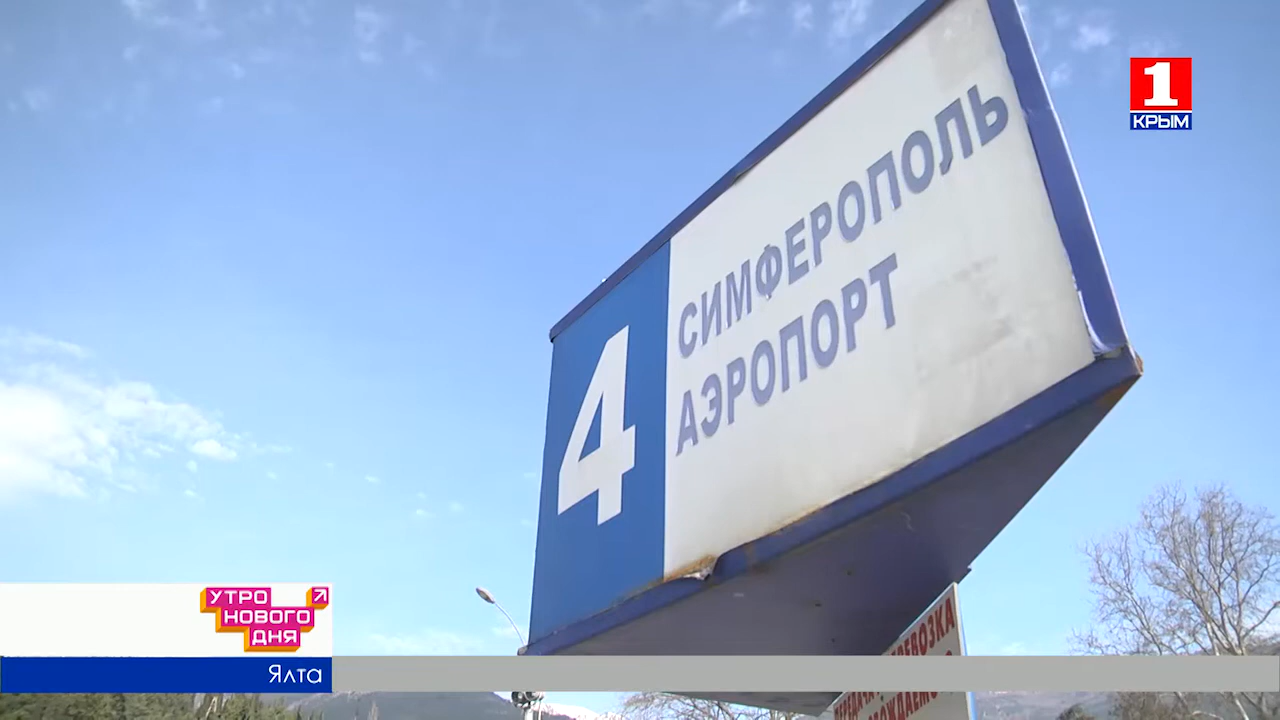 1
КРЫМ
4
СИМФЕРОПОЛЬ
АЭРОПОРТ
УТРО
НОВОГО
ДНЯ
Ялта